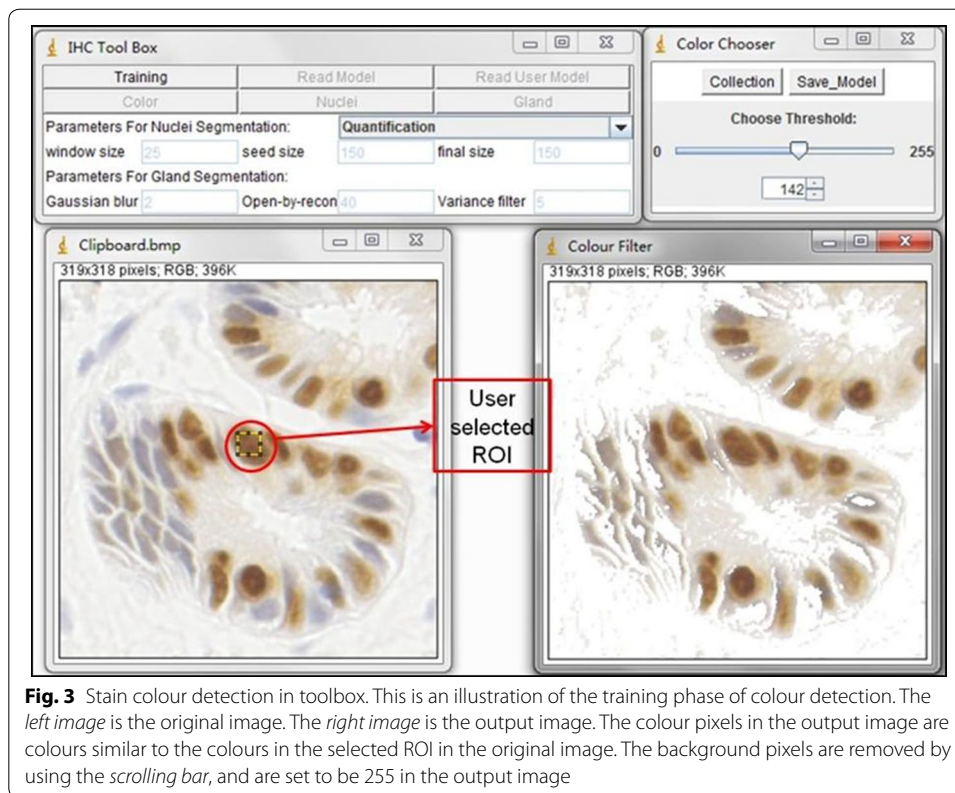 IHC Tool Box
Training Read Model Read User Model
Color Nuclei Gland
Parameters For Nuclei Segmentation: Quantification
window size 25 seed size 150 final size 150
Parameters For Gland Segmentation:
Gaussian blur 2 Open-by-recon 40 Variance filter 5
Color Chooser
Collection Save_Model
Choose Threshold:
0 255
142
Clipboard.bmp
319x318 pixels; RGB; 396K
User
selected
ROI
Colour Filter
319x318 pixels; RGB; 396K
Fig. 3 Stain colour detection in toolbox. This is an illustration of the training phase of colour detection. The
left image is the original image. The right image is the output image. The colour pixels in the output image are
colours similar to the colours in the selected ROI in the original image. The background pixels are removed by
using the scrolling bar, and are set to be 255 in the output image